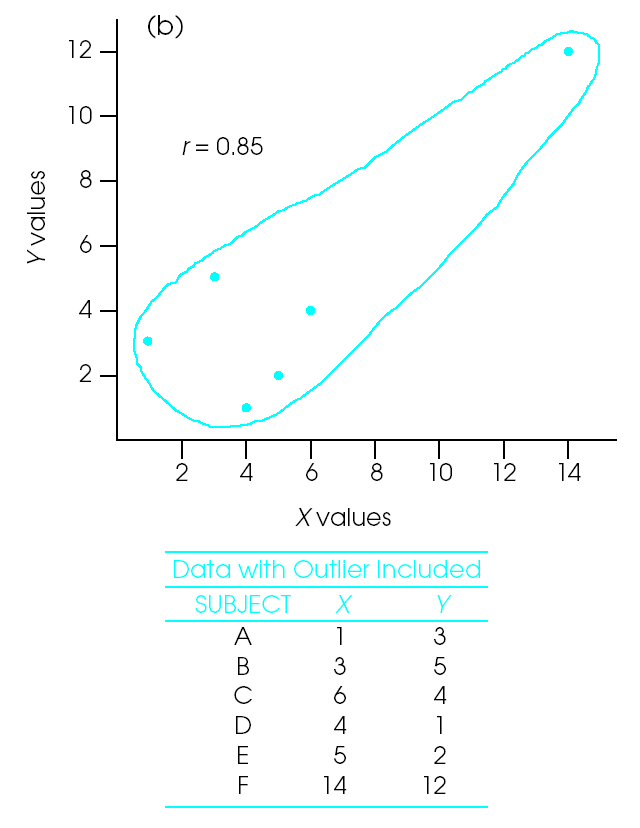 (b)
12
10
r = 0.85
8
Y values
6
4
2
2 4 6 8 10 12 14
X values
Data with Outlier Included
SUBJECT X Y
A 1 3
B 3 5
C 6 4
D 4 1
E 5 2
F 14 12